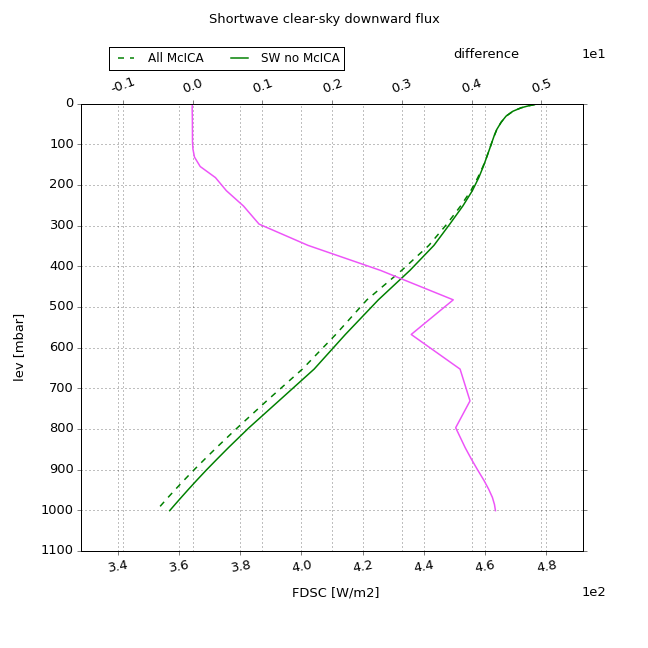 Shortwave clear-sky downward flux
All McICA
SW no McICA
difference
1e1
-0.1 0.0 0.1 0.2 0.3 0.4 0.5
0
100
200
300
400
500
600
700
800
900
1000
1100
lev [mbar]
3.4 3.6 3.8 4.0 4.2 4.4 4.6 4.8
FDSC [W/m2]
1e2